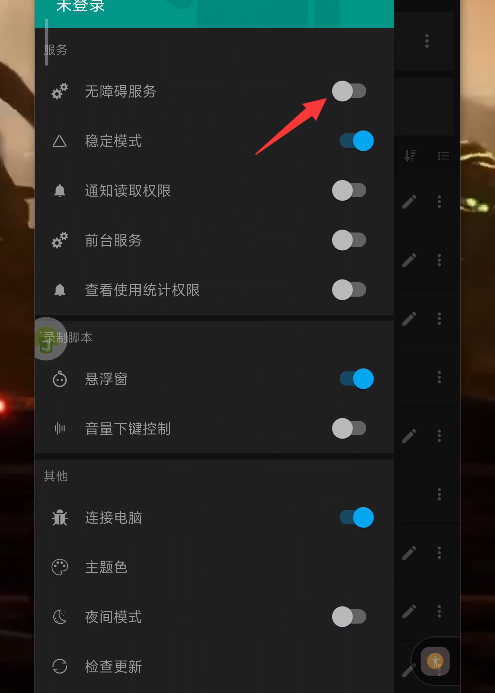 未登录
服务
无障碍服务
稳定模式
通知读取权限
前台服务
查看使用统计权限
录制脚本
悬浮窗
音量下键控制
其他
连接电脑
主题色
夜间模式
检查更新